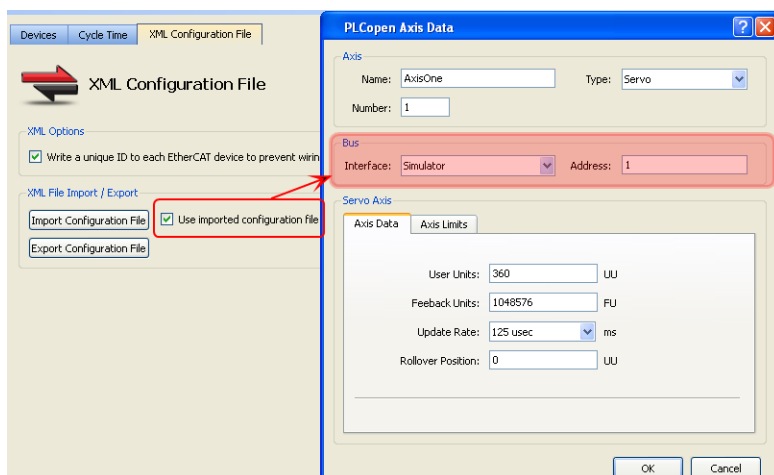 Devices
Cycle Time
XML Configuration File
XML Configuration File
XML Options
Write a unique ID to each EtherCAT device to prevent wirin
XML File Import / Export
Import Configuration File
Use imported configuration file
Export Configuration File
PLCopen Axis Data
Axis
Name: AxisOne
Type: Servo
Number: 1
Bus
Interface: Simulator
Address: 1
Servo Axis
Axis Data
Axis Limits
User Units: 360 UU
Feeback Units: 1048576 FU
Update Rate: 125 usec ms
Rollover Position: 0 UU
OK
Cancel